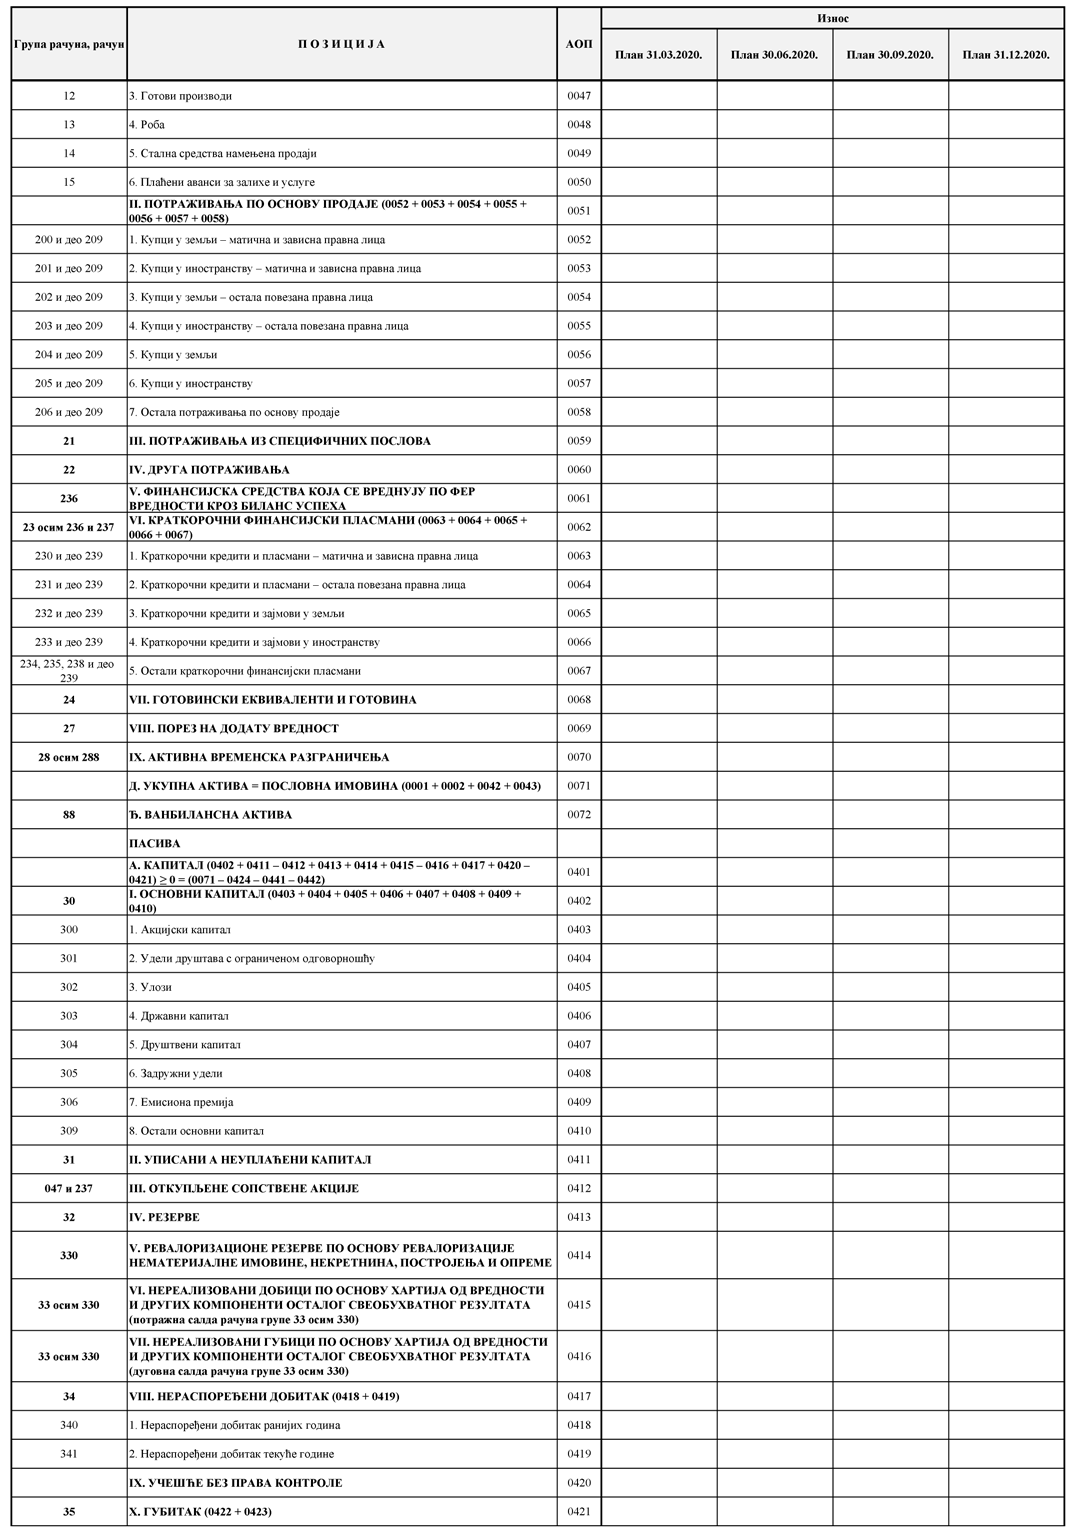 Група рачуна, рачун П О З И Ц И Ј А АОП Износ
План 31.03.2020. План 30.06.2020. План 30.09.2020. План 31.12.2020.
12 3. Готови производи 0047
13 4. Роба 0048
14 5. Стална средства намењена продаји 0049
15 6. Плаћени аванси за залихе и услуге 0050
II. ПОТРАЖИВАЊА ПО ОСНОВУ ПРОДАЈЕ (0052 + 0053 + 0054 + 0055 +
0056 + 0057 + 0058) 0051
200 и део 209 1. Купци у земљи – матична и зависна правна лица 0052
201 и део 209 2. Купци у иностранству – матична и зависна правна лица 0053
202 и део 209 3. Купци у земљи – остала повезана правна лица 0054
203 и део 209 4. Купци у иностранству – остала повезана правна лица 0055
204 и део 209 5. Купци у земљи 0056
205 и део 209 6. Купци у иностранству 0057
206 и део 209 7. Остала потраживања по основу продаје 0058
21 III. ПОТРАЖИВАЊА ИЗ СПЕЦИФИЧНИХ ПОСЛОВА 0059
22 IV. ДРУГА ПОТРАЖИВАЊА 0060
236 V. ФИНАНСИЈСКА СРЕДСТВА КОЈА СЕ ВРЕДНУЈУ ПО ФЕР
ВРЕДНОСТИ КРОЗ БИЛАНС УСПЕХА 0061
23 осим 236 и 237 VI. КРАТКОРОЧНИ ФИНАНСИЈСКИ ПЛАСМАНИ (0063 + 0064 + 0065 +
0066 + 0067) 0062
230 и део 239 1. Краткорочни кредити и пласмани – матична и зависна правна лица 0063
231 и део 239 2. Краткорочни кредити и пласмани – остала повезана правна лица 0064
232 и део 239 3. Краткорочни кредити и зајмови у земљи 0065
233 и део 239 4. Краткорочни кредити и зајмови у иностранству 0066
234, 235, 238 и део
239 5. Остали краткорочни финансијски пласмани 0067
24 VII. ГОТОВИНСКИ ЕКВИВАЛЕНТИ И ГОТОВИНА 0068
27 VIII. ПОРЕЗ НА ДОДАТУ ВРЕДНОСТ 0069
28 осим 288 IX. АКТИВНА ВРЕМЕНСКА РАЗГРАНИЧЕЊА 0070
Д. УКУПНА АКТИВА = ПОСЛОВНА ИМОВИНА (0001 + 0002 + 0042 + 0043) 0071
88 Ђ. ВАНБИЛАНСНА АКТИВА 0072
ПАСИВА
А. КАПИТАЛ (0402 + 0411 – 0412 + 0413 + 0414 + 0415 – 0416 + 0417 + 0420 –
0421) ≥ 0 = (0071 – 0424 – 0441 – 0442) 0401
30 I. ОСНОВНИ КАПИТАЛ (0403 + 0404 + 0405 + 0406 + 0407 + 0408 + 0409 +
0410) 0402
300 1. Акцијски капитал 0403
301 2. Удели друштава с ограниченом одговорношћу 0404
302 3. Улози 0405
303 4. Државни капитал 0406
304 5. Друштвени капитал 0407
305 6. Задружни удели 0408
306 7. Емисиона премија 0409
309 8. Остали основни капитал 0410
31 II. УПИСАНИ А НЕУПЛАЋЕНИ КАПИТАЛ 0411
047 и 237 III. ОТКУПЉЕНЕ СОПСТВЕНЕ АКЦИЈЕ 0412
32 IV. РЕЗЕРВЕ 0413
330 V. РЕВАЛОРИЗАЦИОНЕ РЕЗЕРВЕ ПО ОСНОВУ РЕВАЛОРИЗАЦИЈЕ
НЕМАТЕРИЈАЛНЕ ИМОВИНЕ, НЕКРЕТНИНА, ПОСТРОЈЕЊА И ОПРЕМЕ 0414
33 осим 330 VI. НЕРЕАЛИЗОВАНИ ДОБИЦИ ПО ОСНОВУ ХАРТИЈА ОД ВРЕДНОСТИ
И ДРУГИХ КОМПОНЕНТИ ОСТАЛОГ СВЕОБУХВАТНОГ РЕЗУЛТАТА
(потражна салда рачуна групе 33 осим 330) 0415
33 осим 330 VII. НЕРЕАЛИЗОВАНИ ГУБИЦИ ПО ОСНОВУ ХАРТИЈА ОД ВРЕДНОСТИ
И ДРУГИХ КОМПОНЕНТИ ОСТАЛОГ СВЕОБУХВАТНОГ РЕЗУЛТАТА
(дуговна салда рачуна групе 33 осим 330) 0416
34 VIII. НЕРАСПОРЕЂЕНИ ДОБИТАК (0418 + 0419) 0417
340 1. Нераспоређени добитак ранијих година 0418
341 2. Нераспоређени добитак текуће године 0419
IX. УЧЕШЋЕ БЕЗ ПРАВА КОНТРОЛЕ 0420
35 X. ГУБИТАК (0422 + 0423) 0421